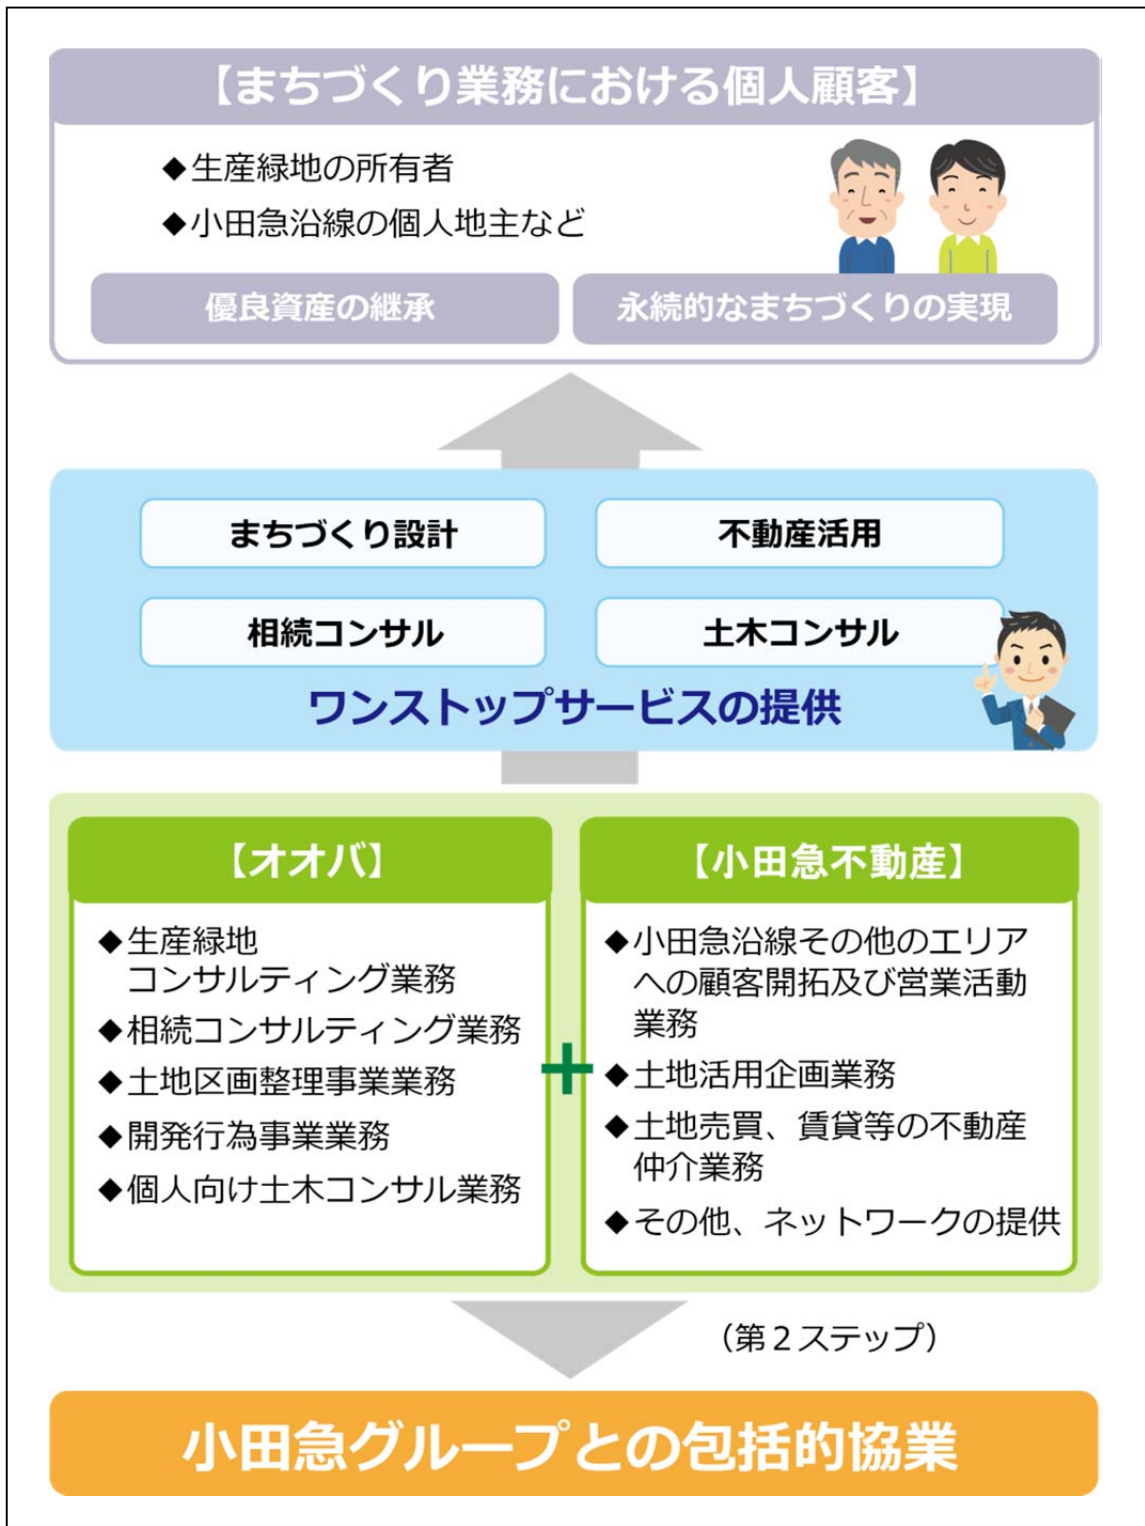 【まちづくり業務における個人顧客】
◆生産緑地の所有者
◆小田急沿線の個人地主など
優良資産の継承
永続的なまちづくりの実現
まちづくり設計
不動産活用
相続コンサル
土木コンサル
ワンストップサービスの提供
【オオバ】
◆生産緑地
コンサルティング業務
◆相続コンサルティング業務
◆土地区画整理事業業務
◆開発行為事業業務
◆個人向け土木コンサル業務
+
【小田急不動産】
◆小田急沿線その他のエリア
への顧客開拓及び営業活動
業務
◆土地活用企画業務
◆土地売買、賃貸等の不動産
仲介業務
◆その他、ネットワークの提供
（第２ステップ）
小田急グループとの包括的協業